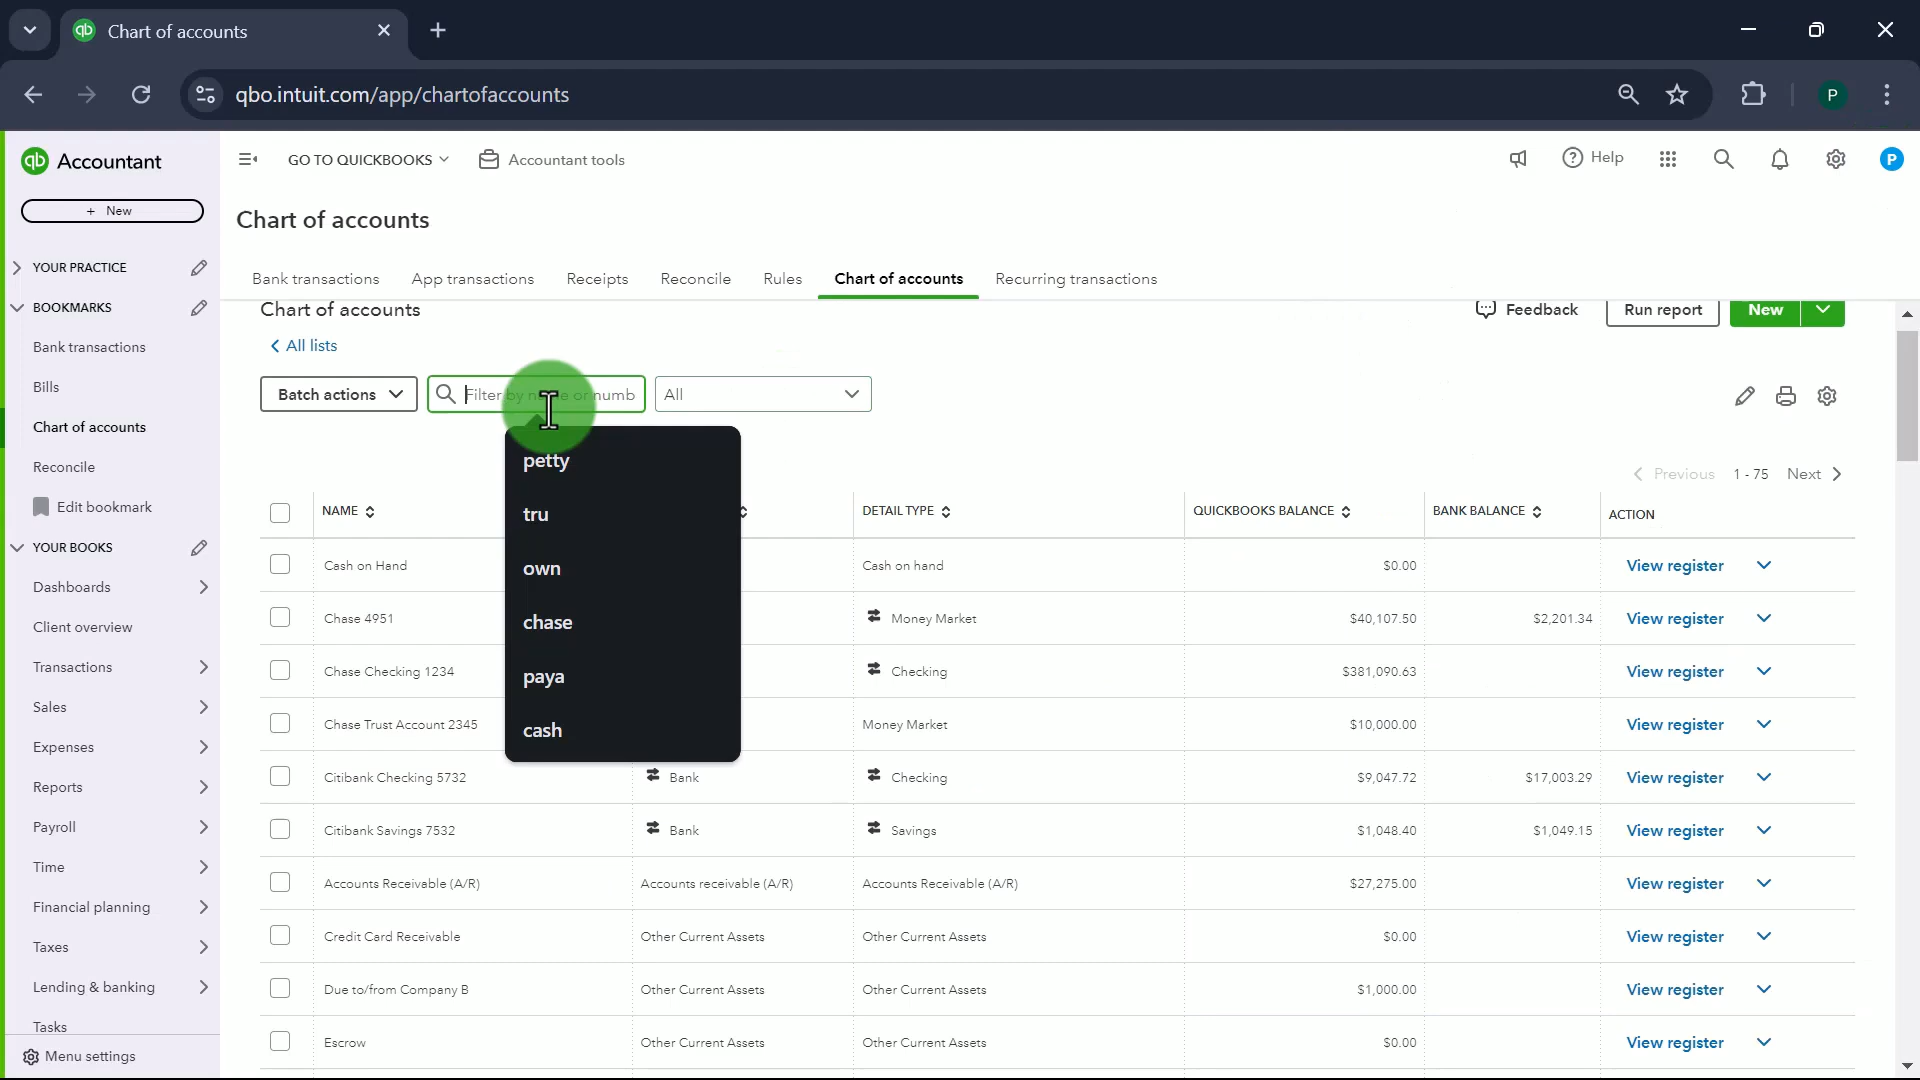 Chart of accounts
qbo.intuit.com/app/chartofaccounts
P
qb Accountant
GO TO QUICKBOOKS
Accountant tools
Help
P
+ New
Chart of accounts
YOUR PRACTICE
BOOKMARKS
Bank transactions
Bills
Chart of accounts
Reconcile
Edit bookmark
YOUR BOOKS
Dashboards
Client overview
Transactions
Sales
Expenses
Reports
Payroll
Time
Financial planning
Taxes
Lending & banking
Tasks
Menu settings
Bank transactions App transactions Receipts Reconcile Rules Chart of accounts Recurring transactions
Chart of accounts
Feedback Run report New
All lists
Batch actions Filter by name or numb All
petty
tru
own
chase
paya
cash
Previous 1 - 75 Next
NAME DETAIL TYPE QUICKBOOKS BALANCE BANK BALANCE ACTION
Cash on Hand Cash on hand $0.00 View register
Chase 4951 Money Market $40,107.50 $2,201.34 View register
Chase Checking 1234 Checking $381,090.63 View register
Chase Trust Account 2345 Money Market $10,000.00 View register
Citibank Checking 5732 Bank Checking $9,047.72 $17,003.29 View register
Citibank Savings 7532 Bank Savings $1,048.40 $1,049.15 View register
Accounts Receivable (A/R) Accounts receivable (A/R) Accounts Receivable (A/R) $27,275.00 View register
Credit Card Receivable Other Current Assets Other Current Assets $0.00 View register
Due to/from Company B Other Current Assets Other Current Assets $1,000.00 View register
Escrow Other Current Assets Other Current Assets $0.00 View register